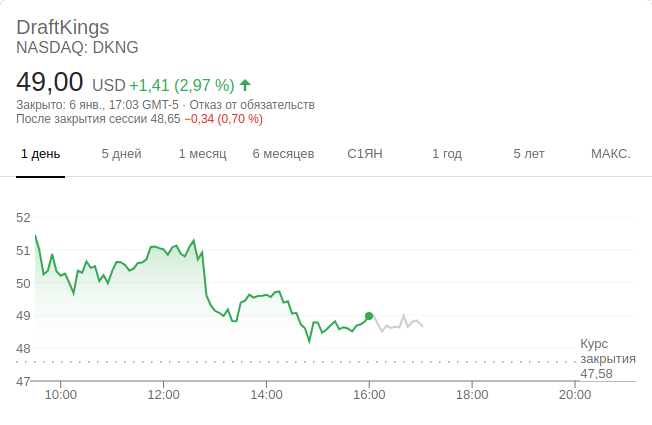 DraftKings
NASDAQ: DKNG
49,00 USD +1,41 (2,97 %)
Закрыто: 6 янв., 17:03 GMT-5 · Отказ от обязательств
После закрытия сессии 48,65 −0,34 (0,70 %)
1 день 5 дней 1 месяц 6 месяцев С1ЯН 1 год 5 лет МАКС.
52
51
50
49
48
Курс
закрытия
47,58
47
10:00 12:00 14:00 16:00 18:00 20:00